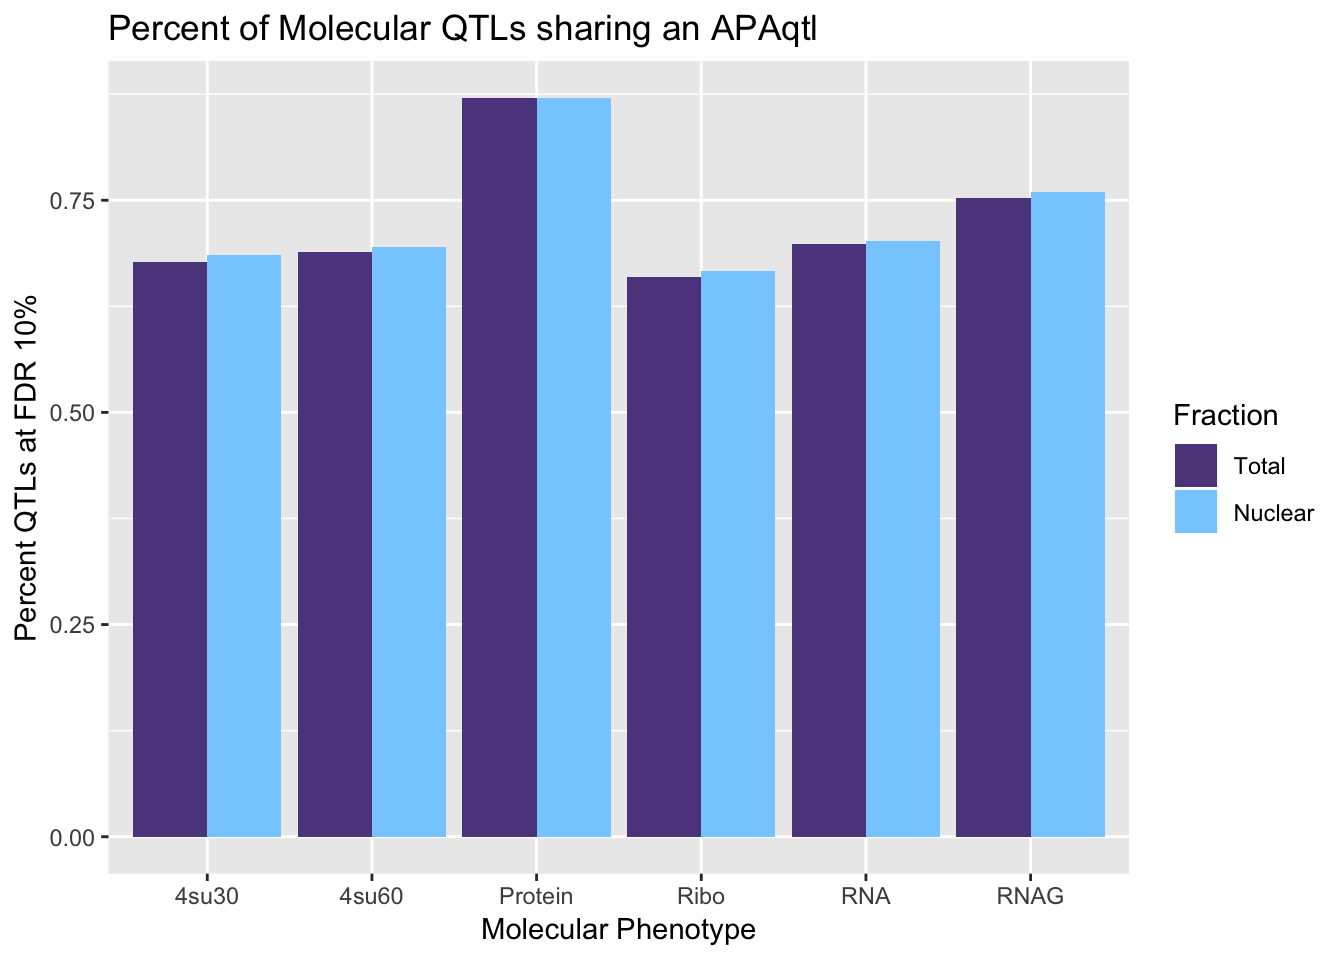 Percent of Molecular QTLs sharing an APAqtl
Percent QTLs at FDR 10%
0.75
0.50
0.25
0.00
4su30 4su60 Protein Ribo RNA RNAG
Molecular Phenotype
Fraction
Total
Nuclear